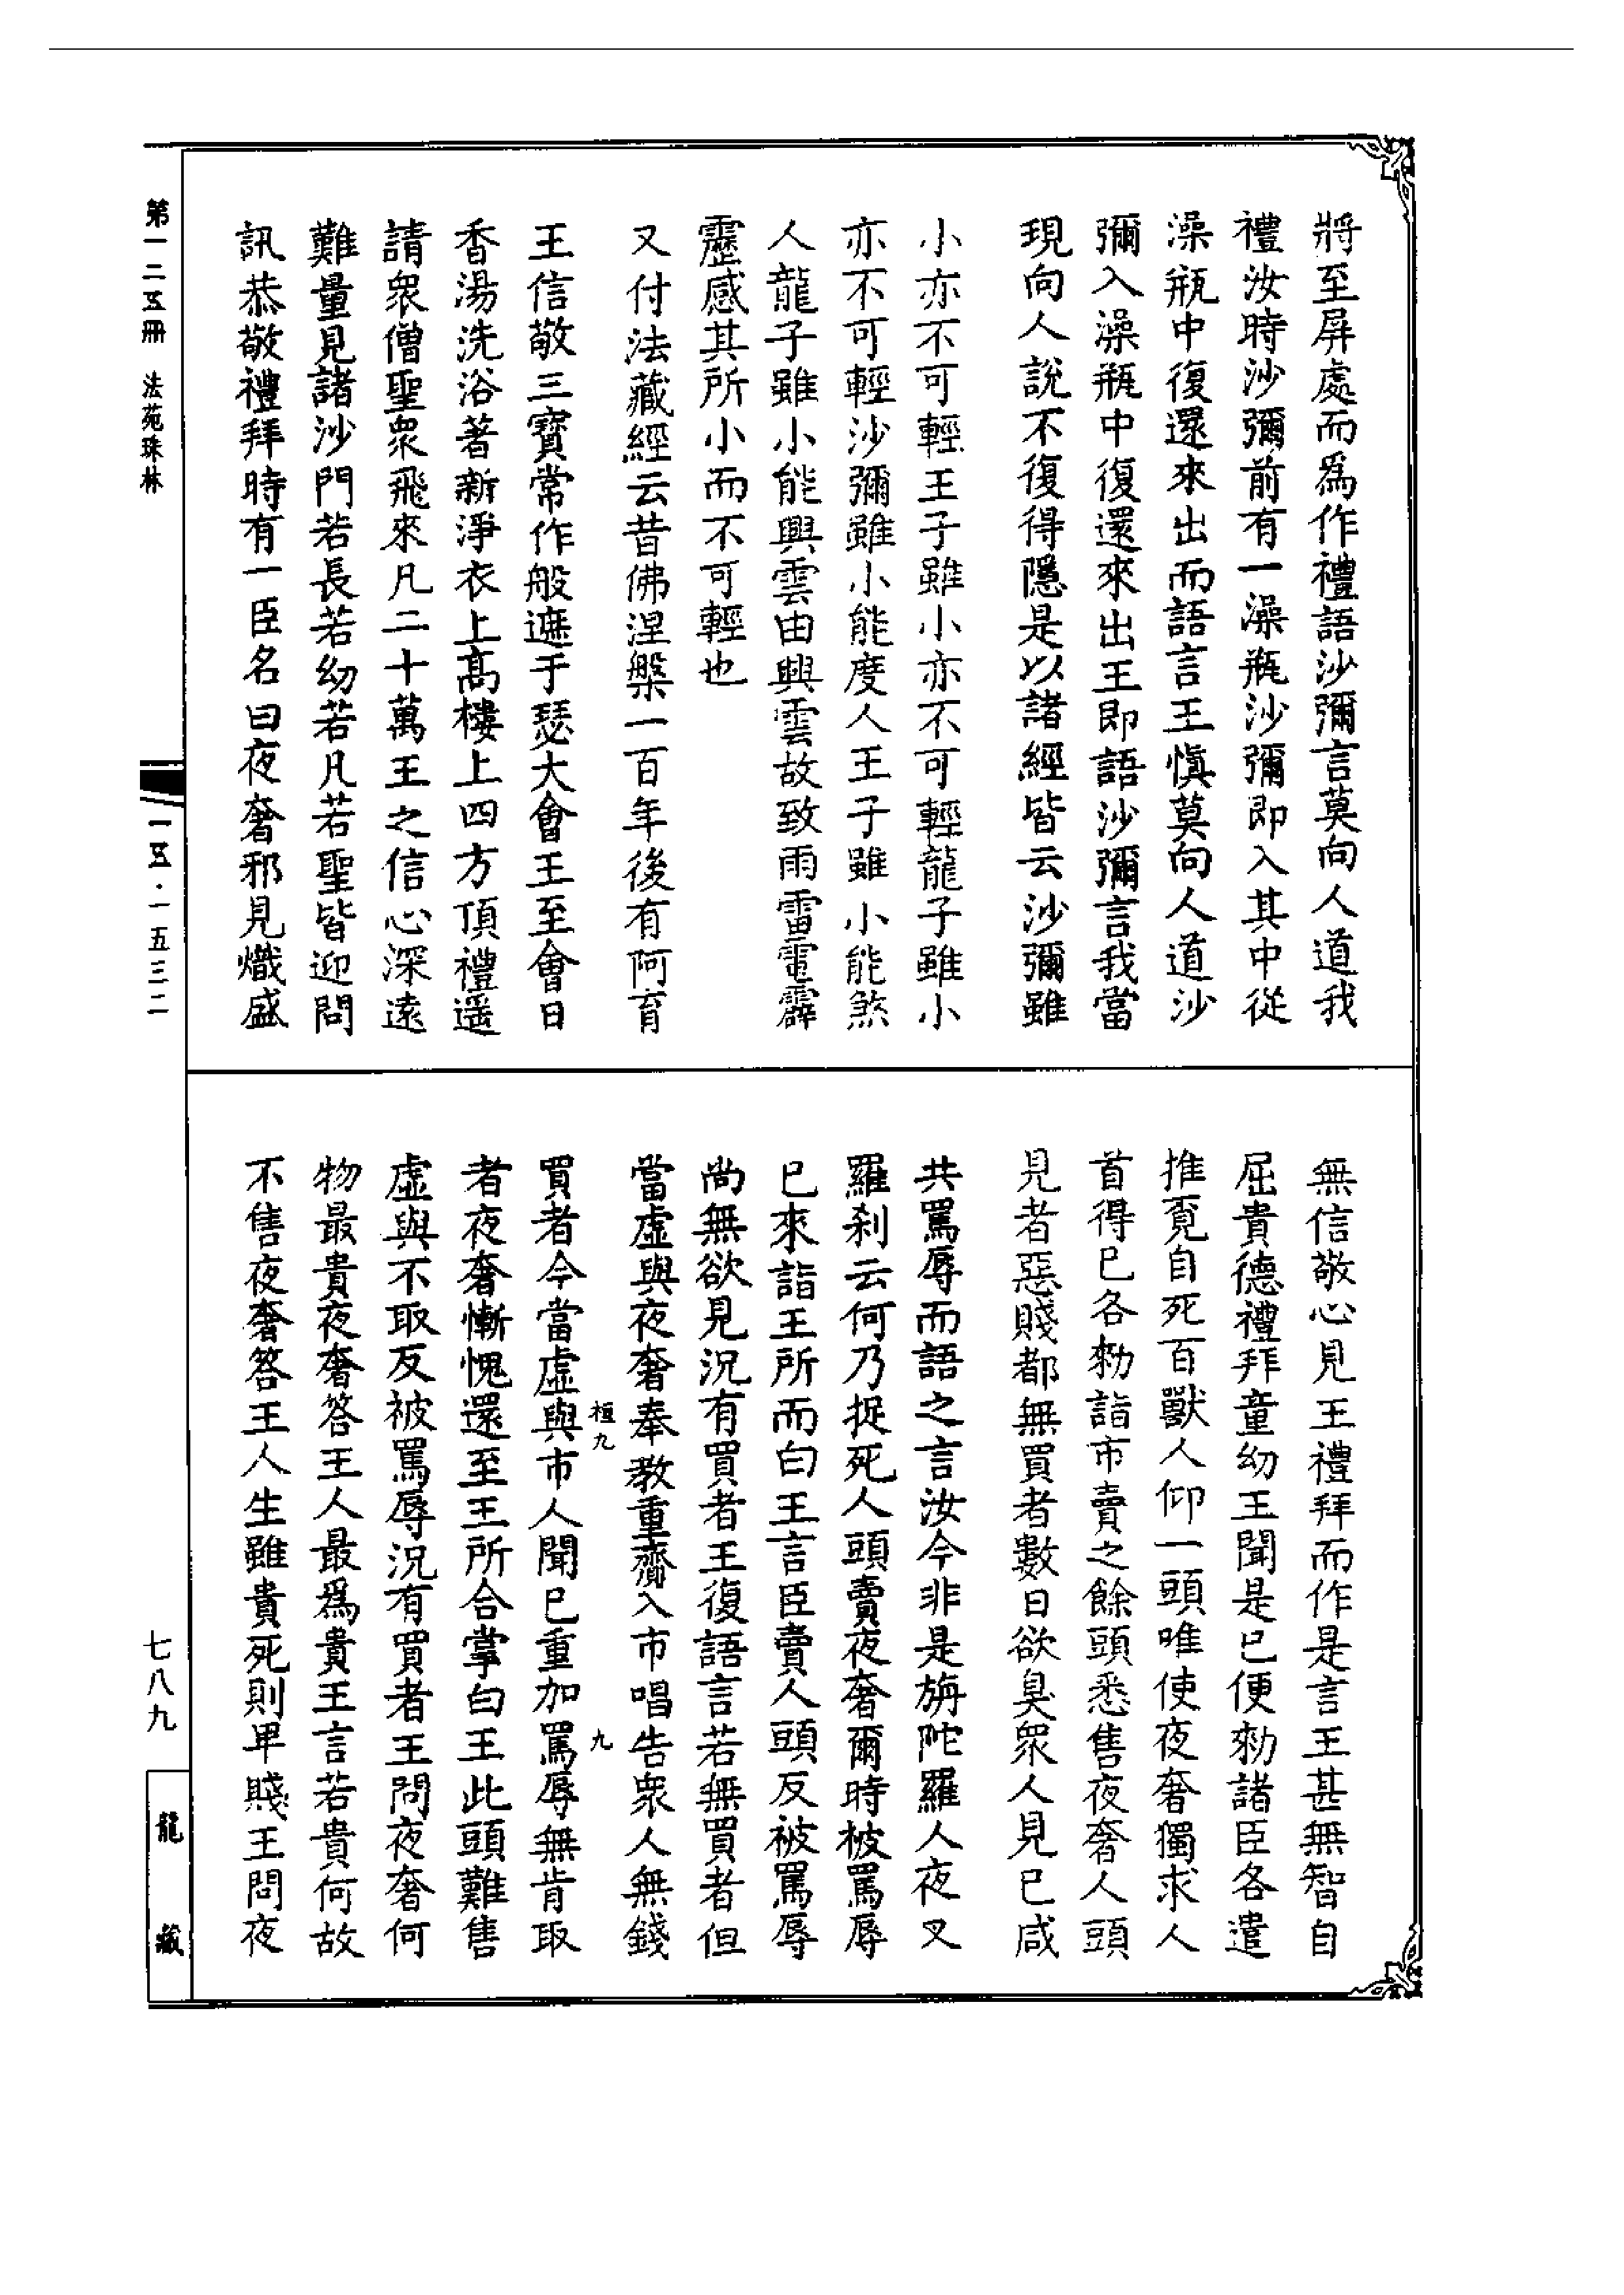 將至屏處而為作禮語沙彌言莫向人道我
禮汝時沙彌前有一澡瓶沙彌即入其中從
澡瓶中復還來出而語言王慎莫向人道沙
彌入澡瓶中復還來出王即語沙彌言我當
現向人說不復得隱是以諸經皆云沙彌雖
小亦不可輕王子雖小亦不可輕龍子雖小
亦不可輕沙彌雖小能度人王子雖小能煞
人龍子雖小能興雲由興雲故致雨雷電霹
靂感其所小而不可輕也
又付法藏經云昔佛涅槃一百年後有阿育
王信敬三寶常作般遮于瑟大會王至會日
香湯洗浴著新淨衣上高樓上四方頂禮遥
請衆僧聖衆飛來凡二十萬王之信心深遠
難量見諸沙門若長若幼若凡若聖皆迎問
訊恭敬禮拜時有一臣名曰夜奢邪見熾盛
無信敬心見王禮拜而作是言王甚無智自
屈貴德禮拜童幼王聞是已便勑諸臣各遣
推覓自死百獸人仰一頭唯使夜奢獨求人
首得已各勑詣市賣之餘頭悉售夜奢人頭
見者惡賤都無買者數日欲臭衆人見已咸
共罵辱而語之言汝今非是旃陀羅人夜叉
羅刹云何乃捉死人頭賣夜奢爾時被罵辱
已來詣王所而白王言臣賣人頭反被罵辱
尚無欲見況有買者王復語言若無買者但
當虛與夜奢奉教重齎入市唱告衆人無錢
桓九
九
買者今當虛與市人聞已重加罵辱無肯取
者夜奢慚愧還至王所合掌白王此頭難售
虛與不取反被罵辱況有買者王問夜奢何
物最貴夜奢答王人最為貴王言若貴何故
不售夜奢答王人生雖貴死則卑賤王問夜
第一二五冊 法苑珠林
一五·一五三二
七八九
龍藏